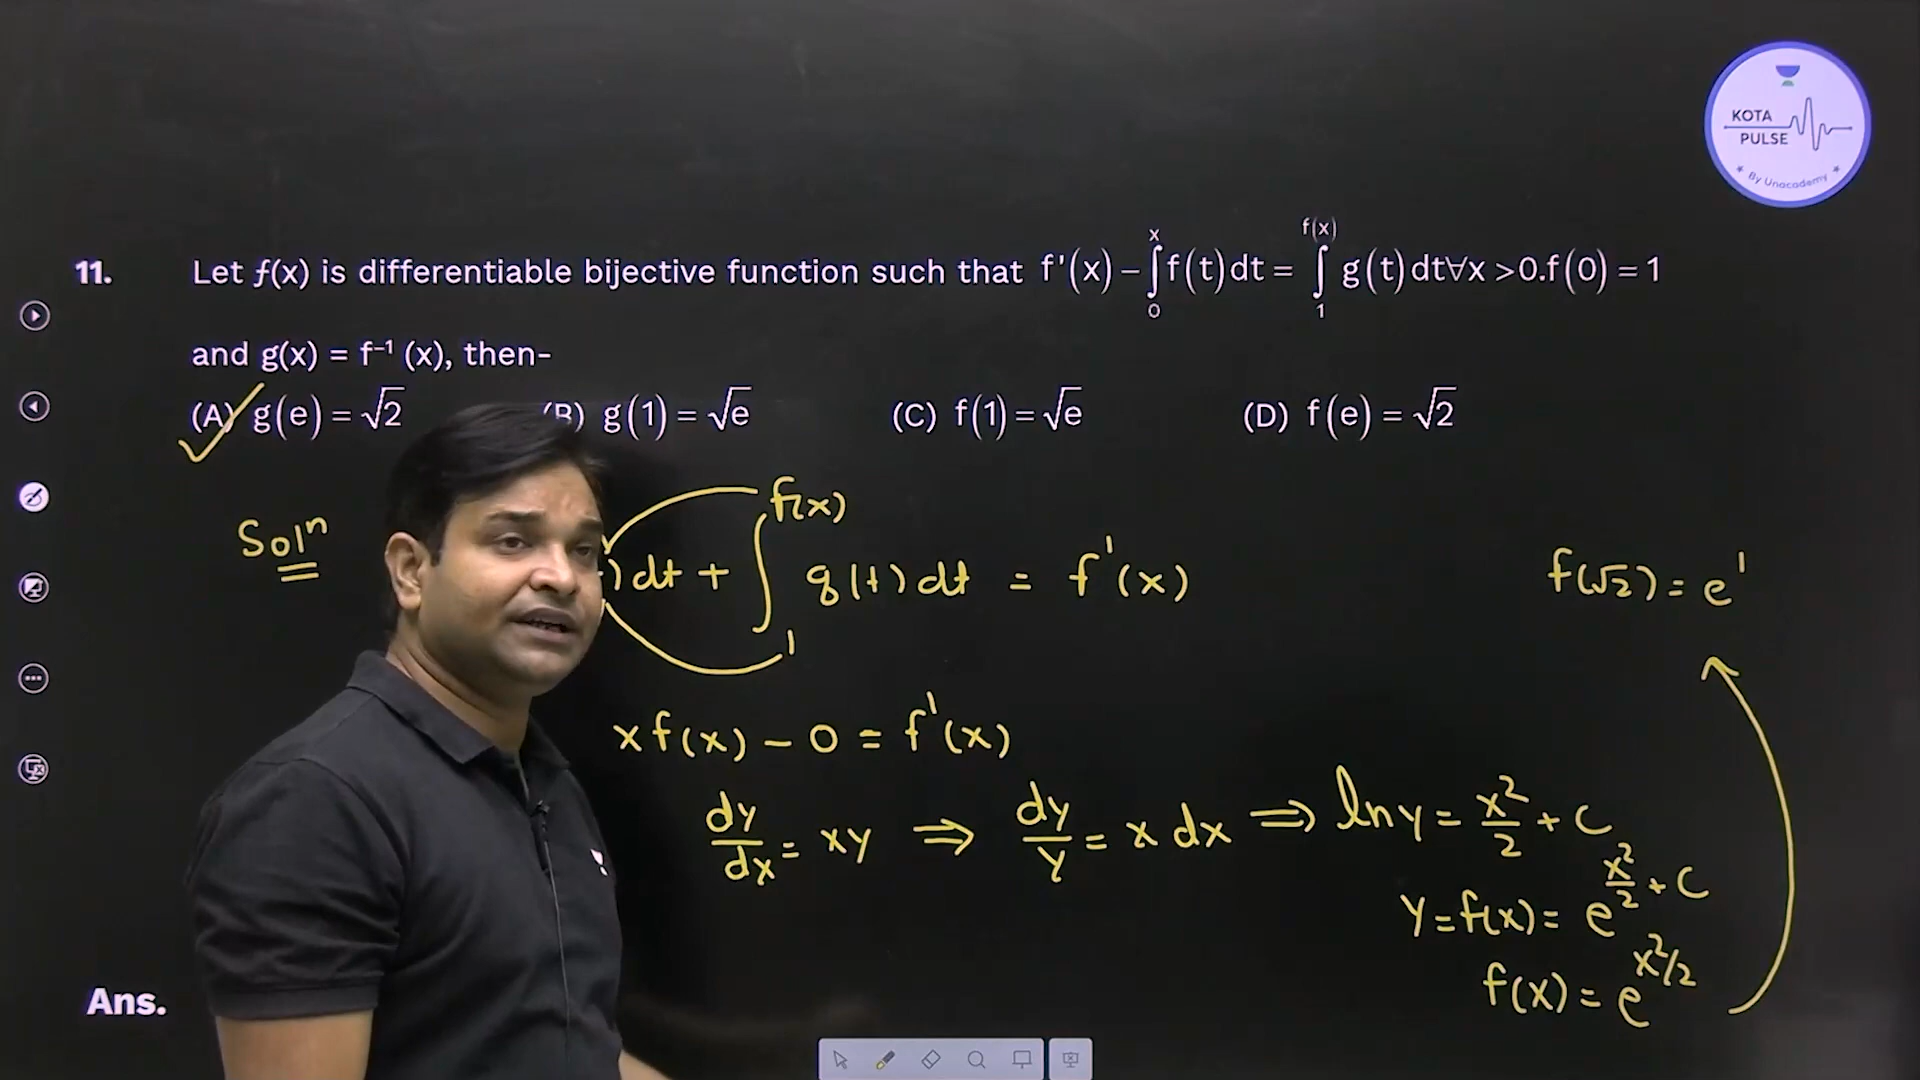 KOTA
PULSE
By Unacademy
11. Let f(x) is differentiable bijective function such that f'(x) − ∫₀ˣ f(t)dt = ∫₁^f(x) g(t)dt∀x >0.f(0) = 1
and g(x) = f⁻¹ (x), then-
(A) g(e) = √2 (B) g(1) = √e (C) f(1) = √e (D) f(e) = √2
Solⁿ
)dt + ∫₁^f(x) g(t)dt = f'(x)
f(√2) = e¹
xf(x) − 0 = f'(x)
dy/dx = xy ⇒ dy/y = x dx ⇒ ln y = x²/2 + C
y = f(x) = e^(x²/2 + C)
f(x) = e^(x²/2)
Ans.